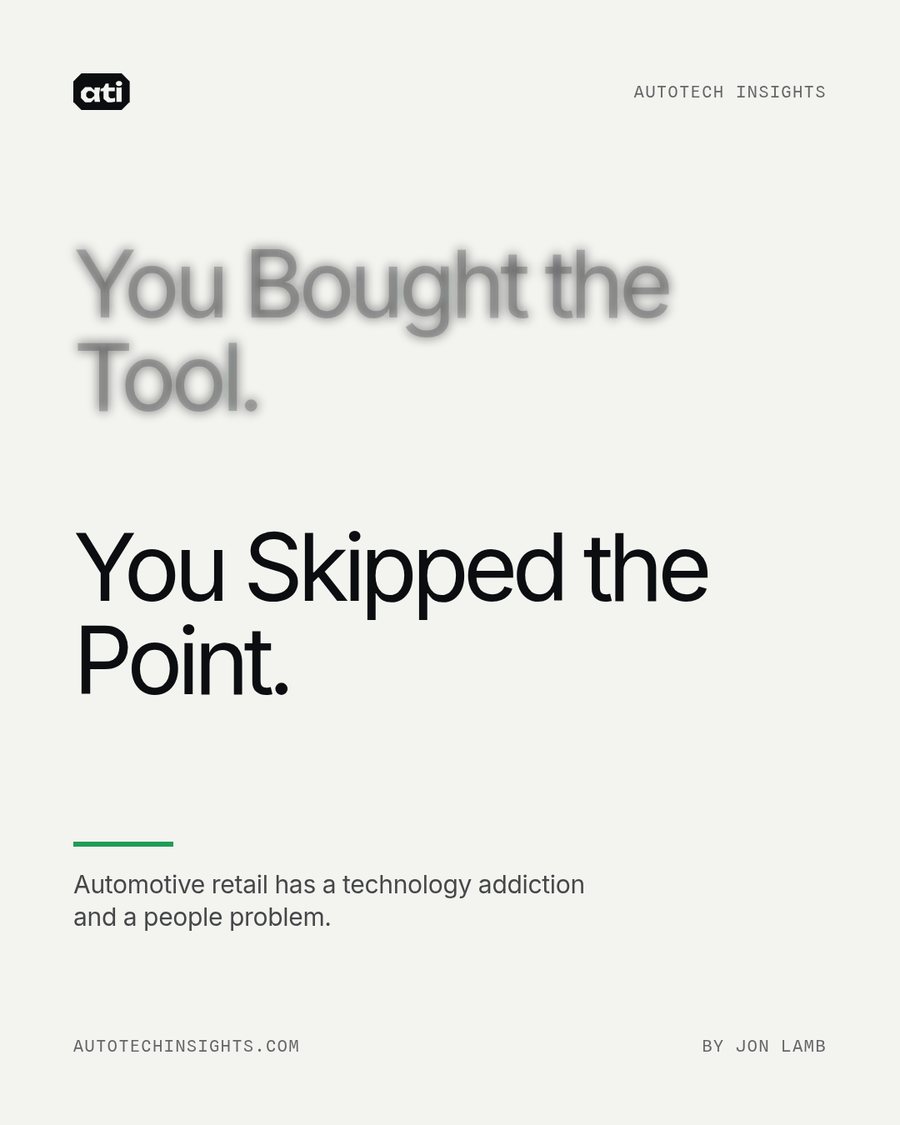 ati
AUTOTECH INSIGHTS
You Bought the
Tool.
You Skipped the
Point.
Automotive retail has a technology addiction
and a people problem.
AUTOTECHINSIGHTS.COM
BY JON LAMB